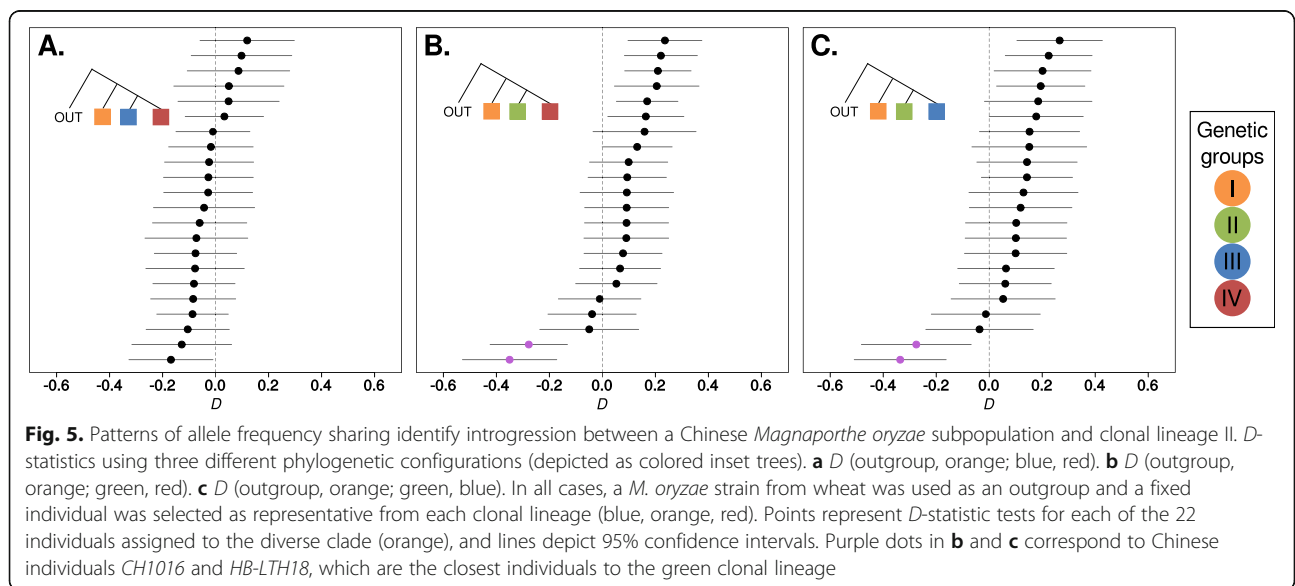 A.
OUT
-0.6 -0.4 -0.2 0.0 0.2 0.4 0.6
D
B.
OUT
-0.6 -0.4 -0.2 0.0 0.2 0.4 0.6
D
C.
OUT
-0.6 -0.4 -0.2 0.0 0.2 0.4 0.6
D
Genetic
groups
I
II
III
IV
Fig. 5. Patterns of allele frequency sharing identify introgression between a Chinese Magnaporthe oryzae subpopulation and clonal lineage II. D-
statistics using three different phylogenetic configurations (depicted as colored inset trees). a D (outgroup, orange; blue, red). b D (outgroup,
orange; green, red). c D (outgroup, orange; green, blue). In all cases, a M. oryzae strain from wheat was used as an outgroup and a fixed
individual was selected as representative from each clonal lineage (blue, orange, red). Points represent D-statistic tests for each of the 22
individuals assigned to the diverse clade (orange), and lines depict 95% confidence intervals. Purple dots in b and c correspond to Chinese
individuals CH1016 and HB-LTH18, which are the closest individuals to the green clonal lineage